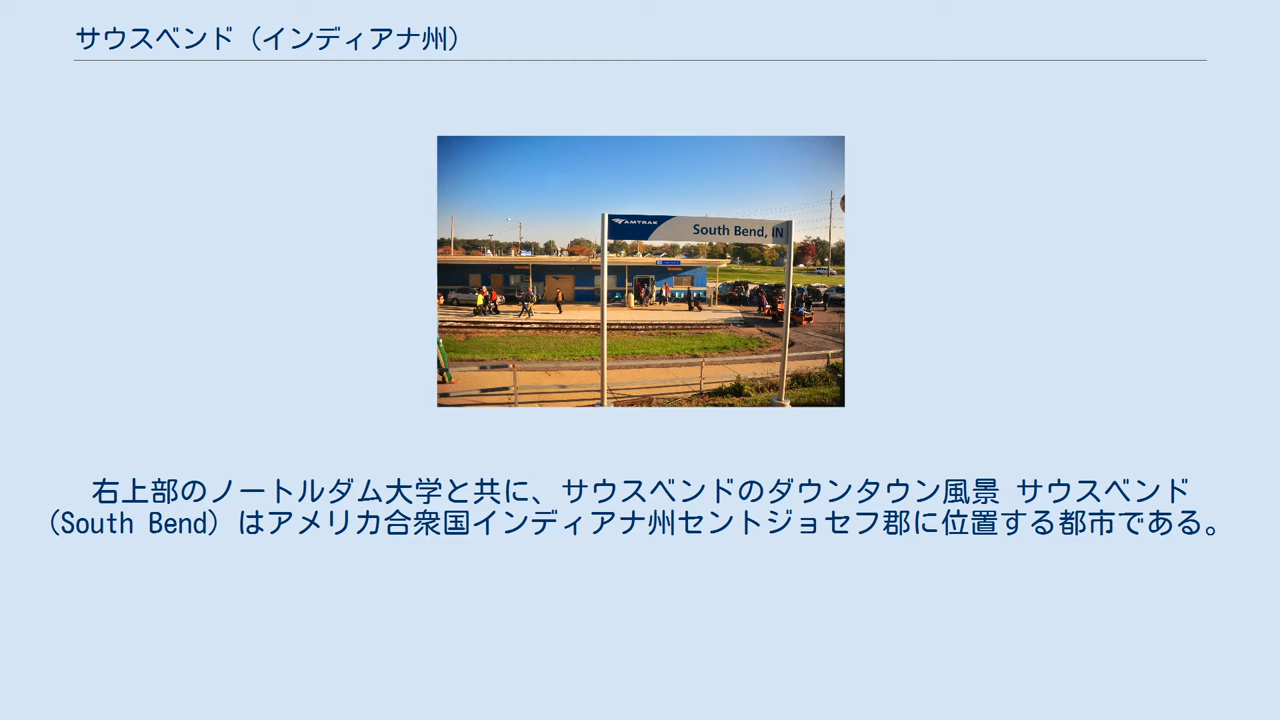 サウスベンド（インディアナ州）
AMTRAK
South Bend, IN
右上部のノートルダム大学と共に、サウスベンドのダウンタウン風景 サウスベンド
（South Bend）はアメリカ合衆国インディアナ州セントジョセフ郡に位置する都市である。